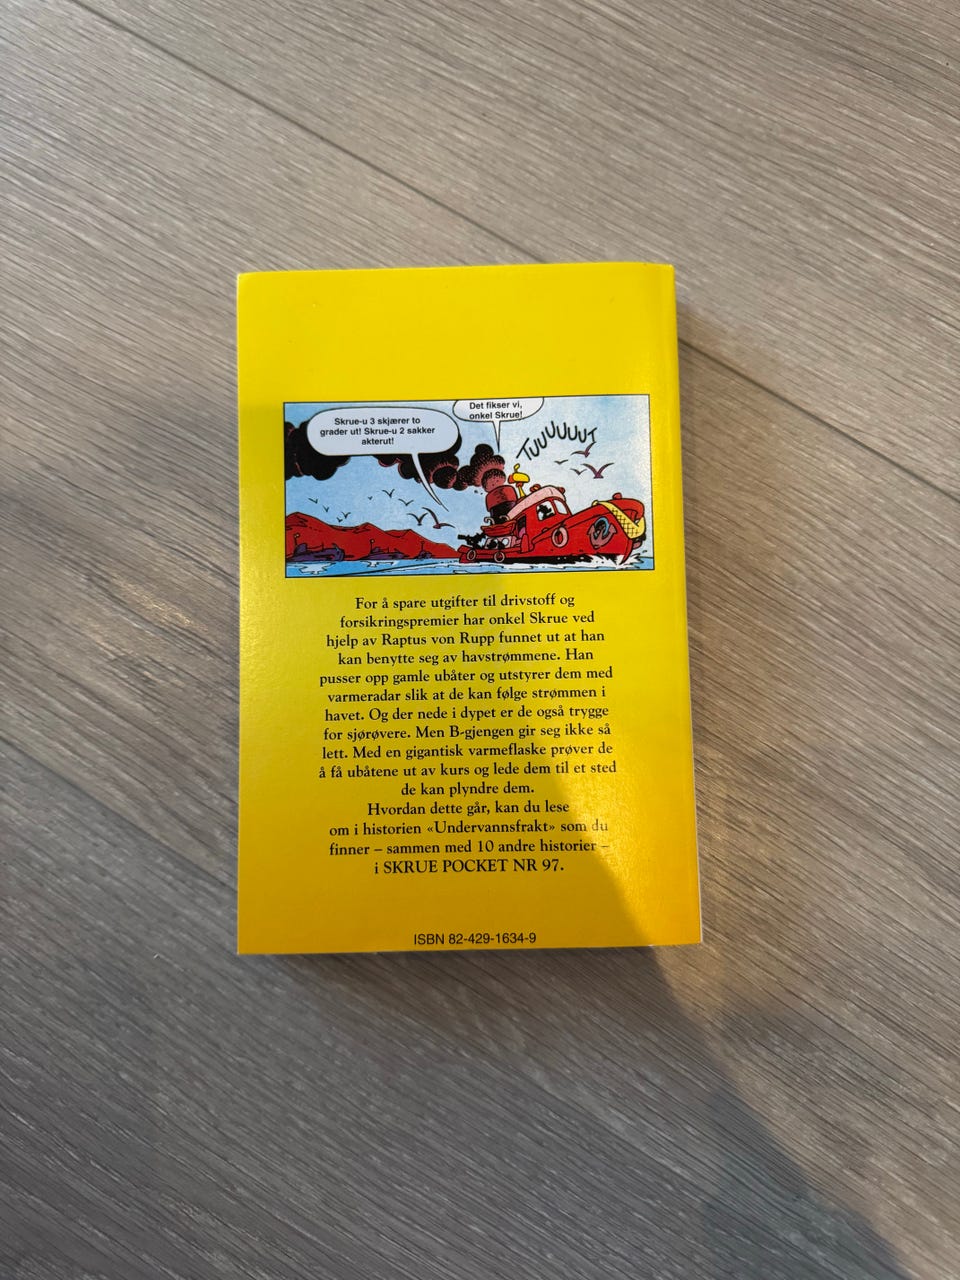 Skrue-u 3 skjærer to
grader ut! Skrue-u 2 sakker
akterut!
Det fikser vi,
onkel Skrue!
TUUUUUUT
For å spare utgifter til drivstoff og
forsikringspremier har onkel Skrue ved
hjelp av Raptus von Rupp funnet ut at han
kan benytte seg av havstrømmene. Han
pusser opp gamle ubåter og utstyrer dem med
varmeradar slik at de kan følge strømmen i
havet. Og der nede i dypet er de også trygge
for sjørøvere. Men B-gjengen gir seg ikke så
lett. Med en gigantisk varmeflaske prøver de
å få ubåtene ut av kurs og lede dem til et sted
de kan plyndre dem.
Hvordan dette går, kan du lese
om i historien «Undervannsfrakt» som du
finner – sammen med 10 andre historier –
i SKRUE POCKET NR 97.
ISBN 82-429-1634-9